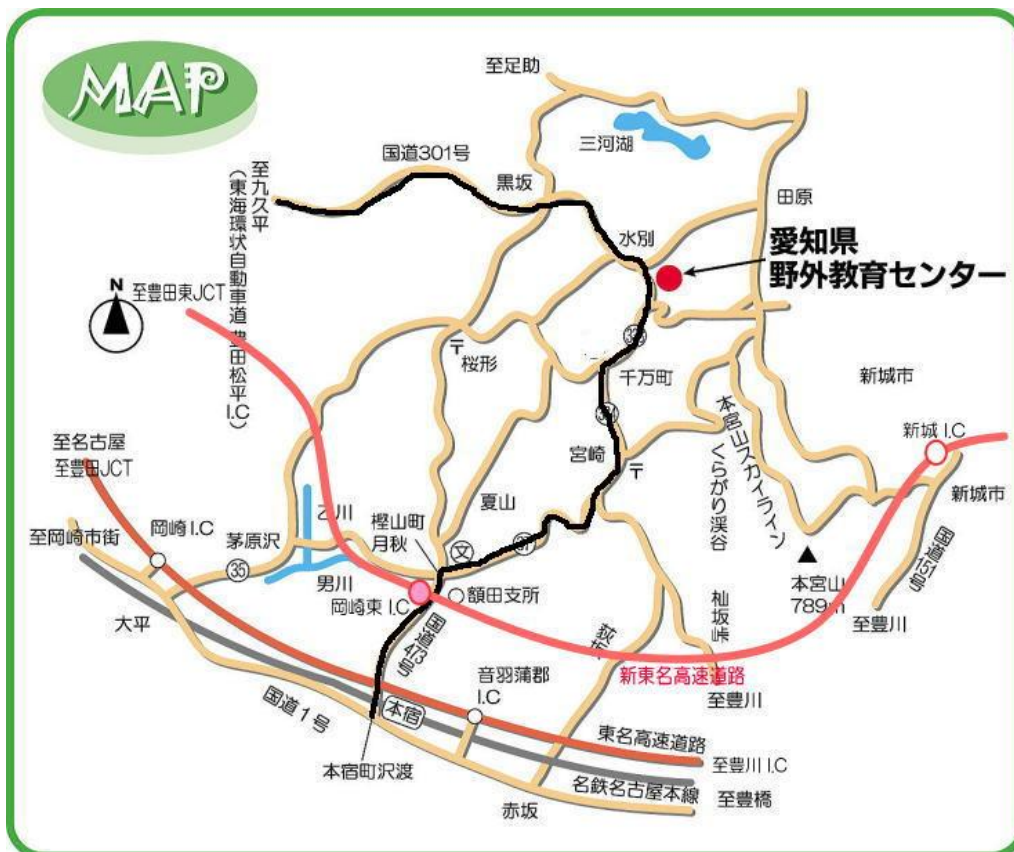 MAP
至足助
三河湖
国道301号
黒坂
田原
至九久平
(東海環状自動車道 豊田松平I.C)
水別
愛知県
野外教育センター
N
至豊田東JCT
33
桜形
千万町
新城市
37
本宮山スカイライン
くらがり渓谷
新城 I.C
至名古屋
至豊田JCT
宮崎
新城市
夏山
乙川
樫山町
月秋
岡崎 I.C
至岡崎市街
茅原沢
文
37
国道151号
35
男川
岡崎東 I.C
額田支所
本宮山
789m
大平
国道473号
杣坂峠
至豊川
音羽蒲郡
I.C
新東名高速道路
至豊川
国道1号
本宿
東名高速道路
本宿町沢渡
至豊川 I.C
名鉄名古屋本線
至豊橋
赤坂